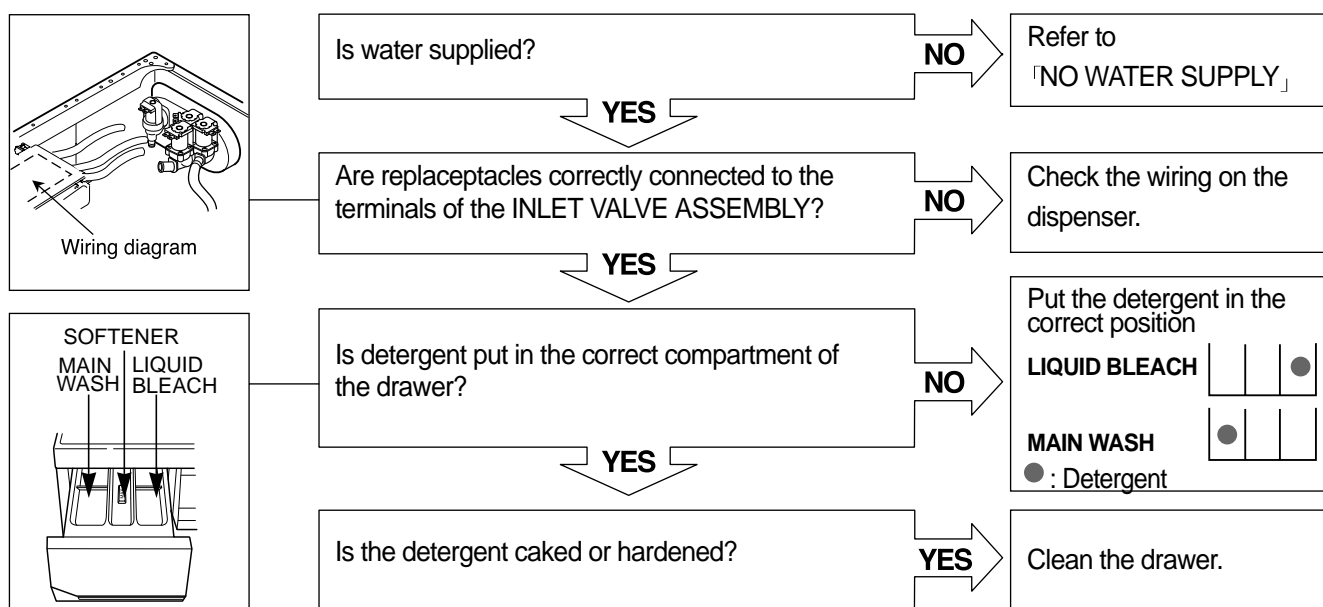 Is water supplied?
NO
Refer to
「NO WATER SUPPLY」
YES
Wiring diagram
Are replaceptacles correctly connected to the
terminals of the INLET VALVE ASSEMBLY?
NO
Check the wiring on the
dispenser.
YES
SOFTENER
MAIN WASH
LIQUID BLEACH
Is detergent put in the correct compartment of
the drawer?
NO
Put the detergent in the
correct position
LIQUID BLEACH
MAIN WASH
: Detergent
YES
Is the detergent caked or hardened?
YES
Clean the drawer.